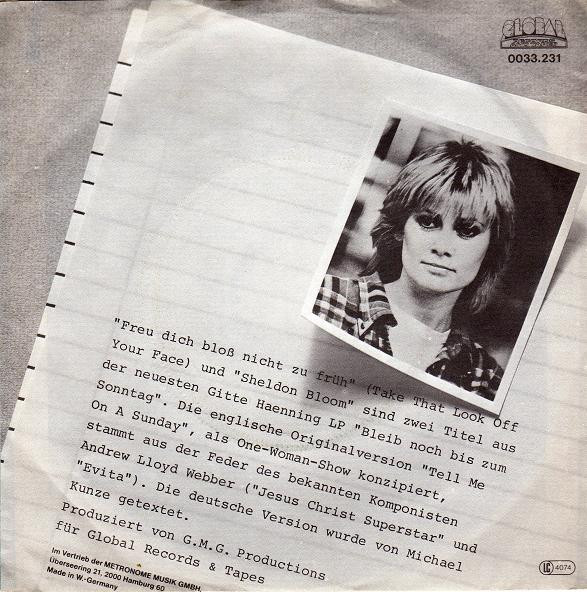 GLOBAL
0033.231
"Freu dich bloß nicht zu früh" (Take That Look Off
Your Face) und "Sheldon Bloom" sind zwei Titel aus
der neuesten Gitte Haenning LP "Bleib noch bis zum
Sonntag". Die englische Originalversion "Tell Me
On A Sunday", als One-Woman-Show konzipiert,
stammt aus der Feder des bekannten Komponisten
Andrew Lloyd Webber ("Jesus Christ Superstar" und
"Evita"). Die deutsche Version wurde von Michael
Kunze getextet.
Produziert von G.M.G. Productions
für Global Records & Tapes
Im Vertrieb der METRONOME MUSIK GMBH,
Überseering 21, 2000 Hamburg 60
Made in W.-Germany
LC 4074